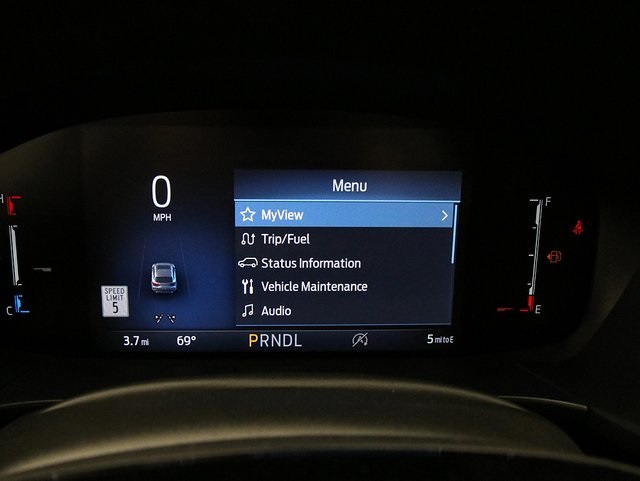 0
MPH
Menu
MyView
Trip/Fuel
Status Information
Vehicle Maintenance
Audio
SPEED
LIMIT
5
H
C
F
E
3.7 mi
69°
PRNDL
5 mi to E